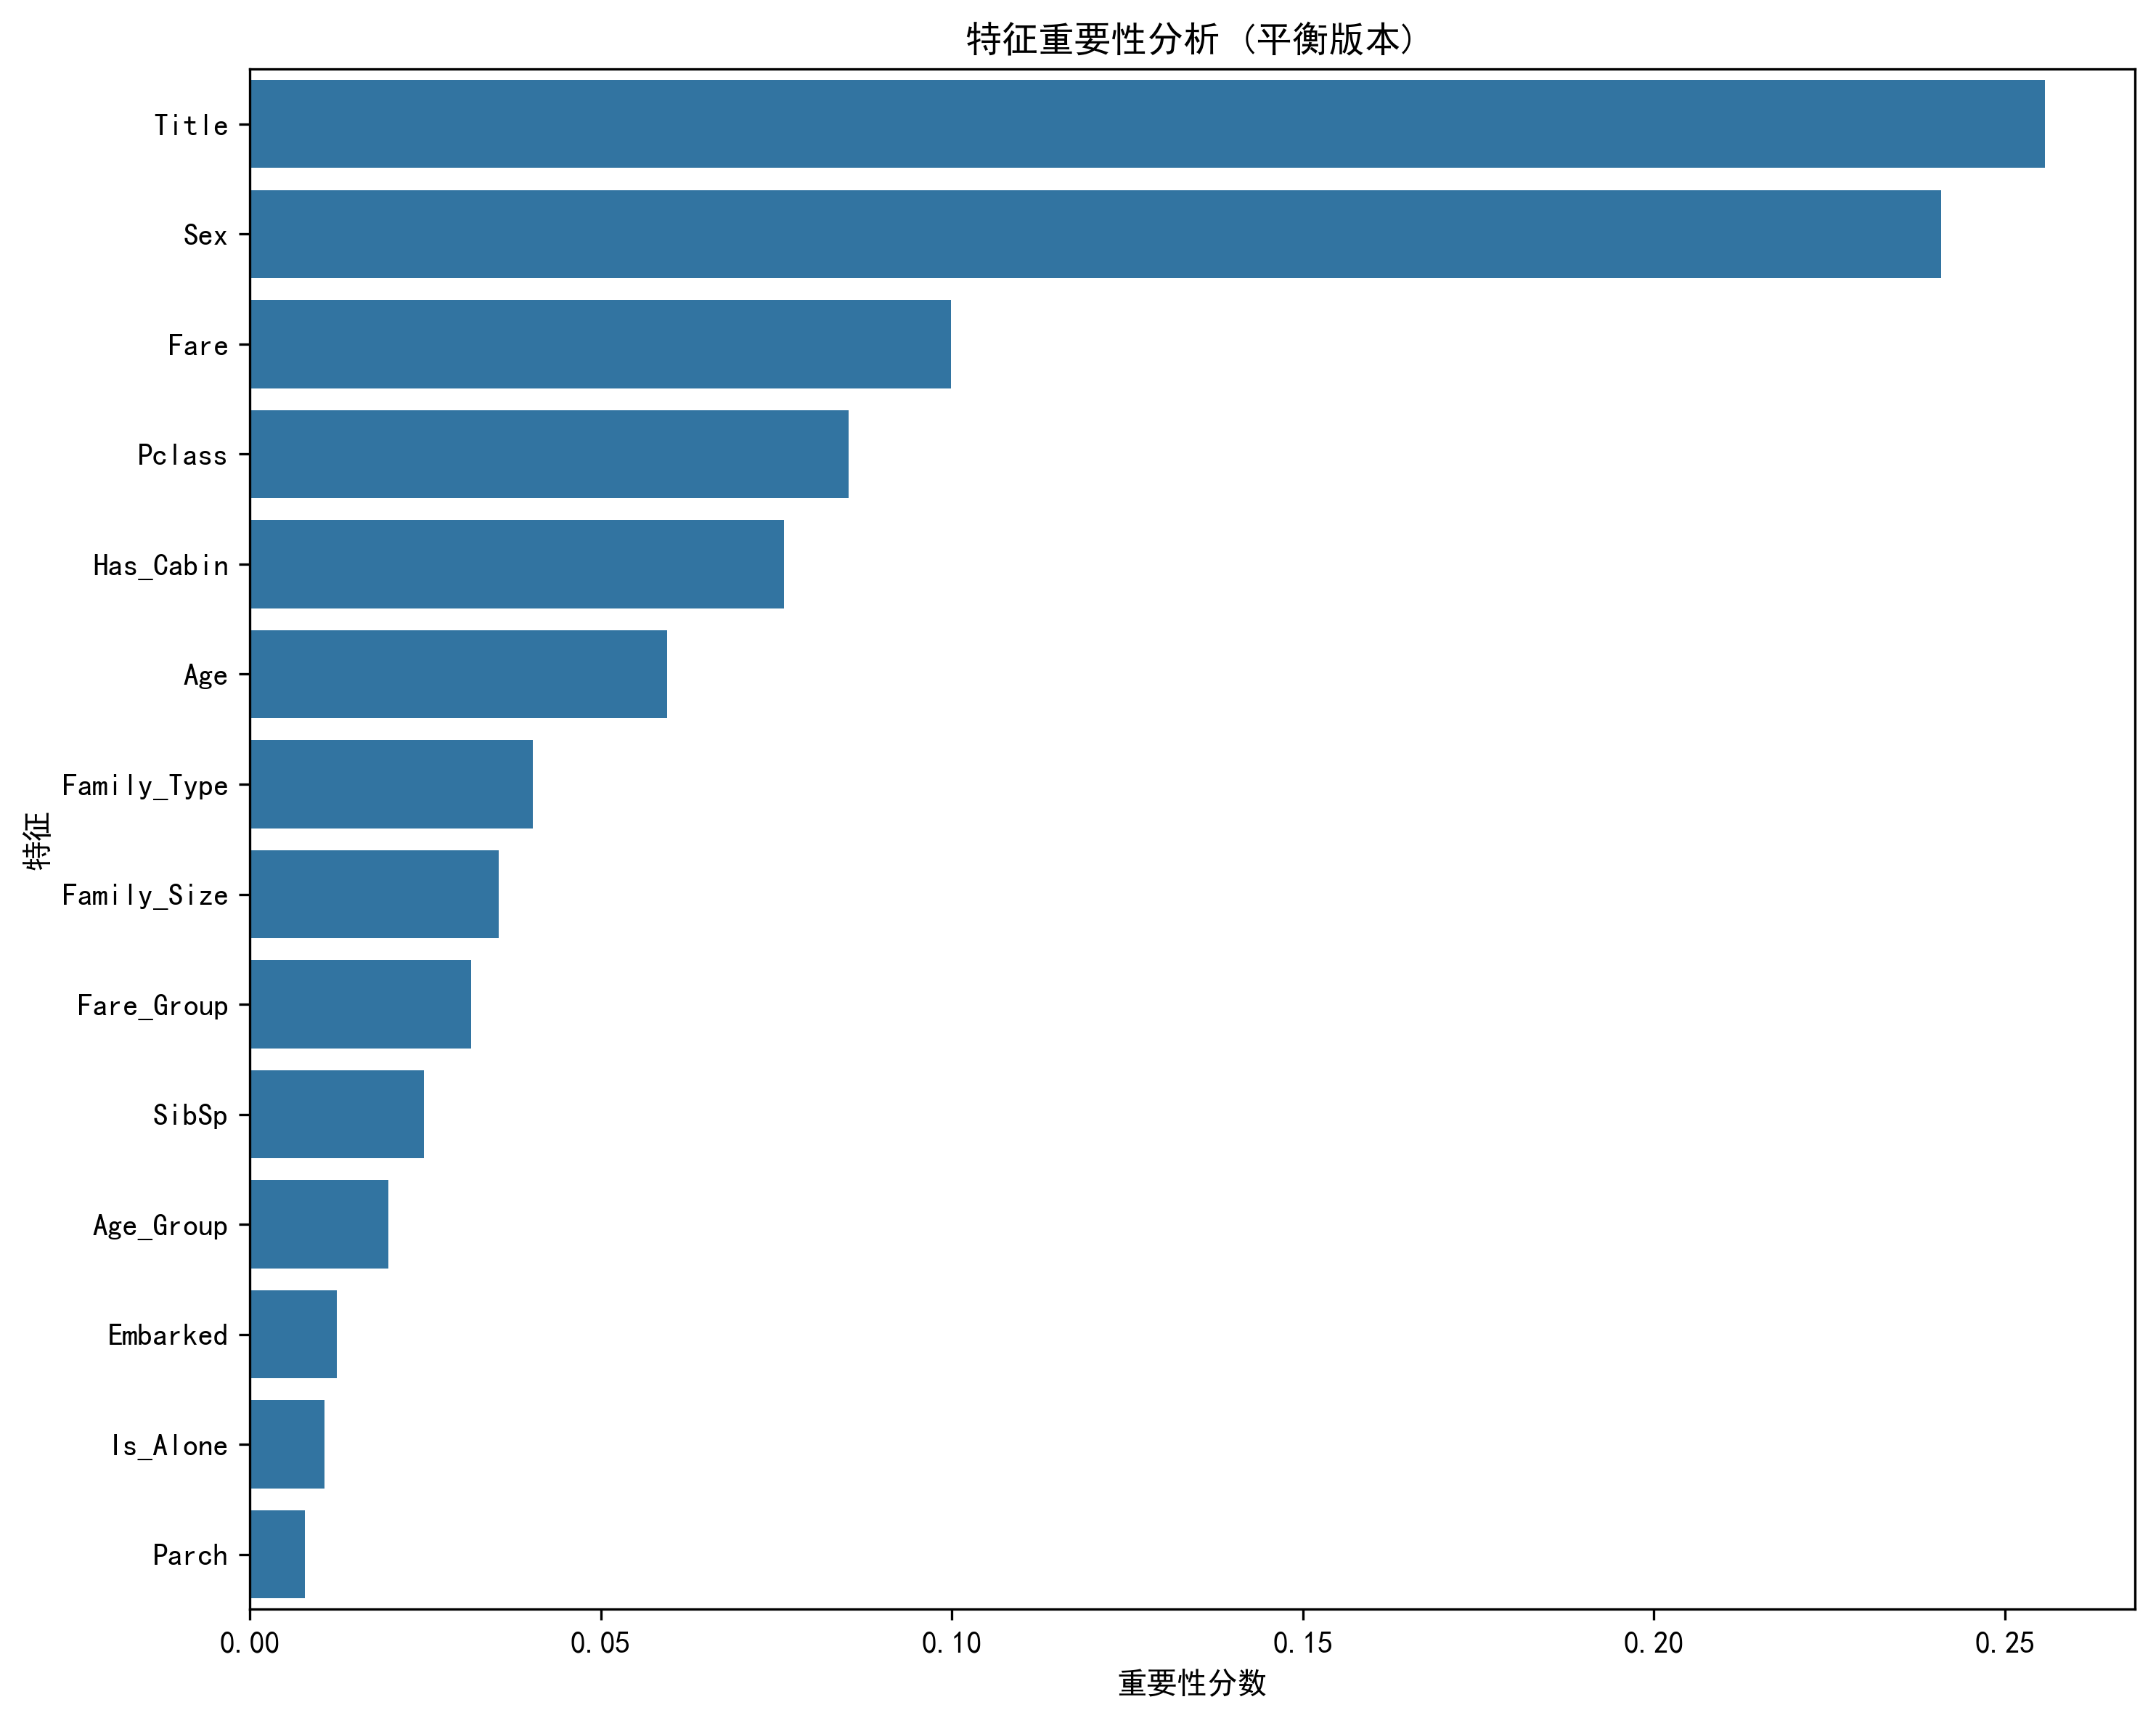 特征重要性分析 (平衡版本)
Title
Sex
Fare
Pclass
Has_Cabin
Age
Family_Type
Family_Size
Fare_Group
SibSp
Age_Group
Embarked
Is_Alone
Parch
特征
0.00 0.05 0.10 0.15 0.20 0.25
重要性分数